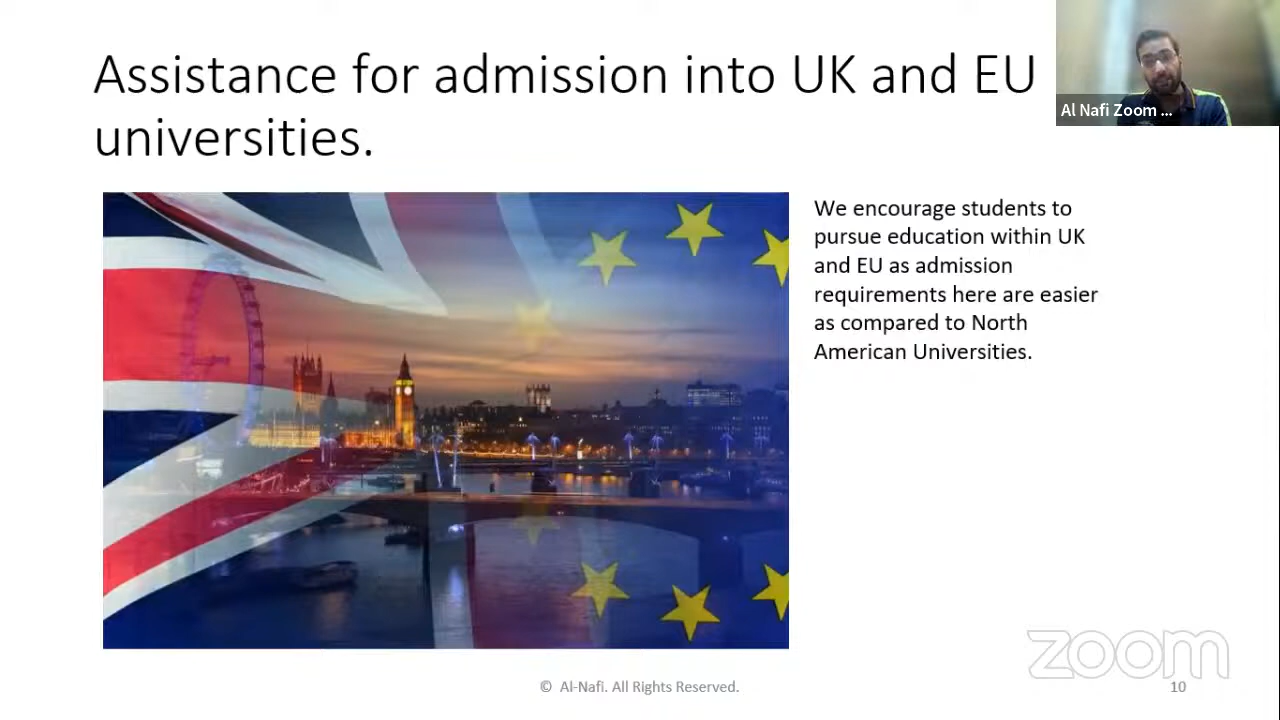 Assistance for admission into UK and EU
universities.
Al Nafi Zoom ...
We encourage students to
pursue education within UK
and EU as admission
requirements here are easier
as compared to North
American Universities.
zoom
© Al-Nafi. All Rights Reserved.
10